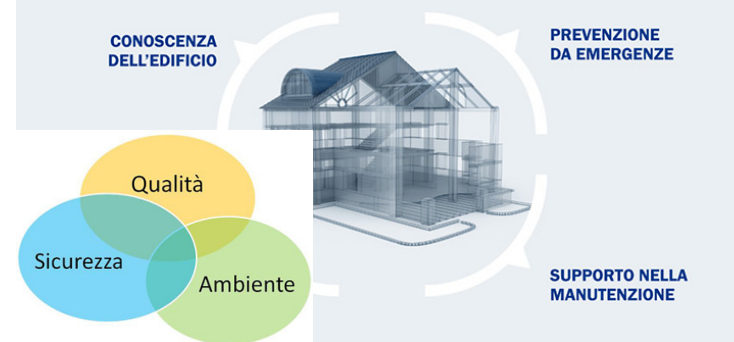 CONOSCENZA
DELL'EDIFICIO
PREVENZIONE
DA EMERGENZE
Qualità
Sicurezza
Ambiente
SUPPORTO NELLA
MANUTENZIONE